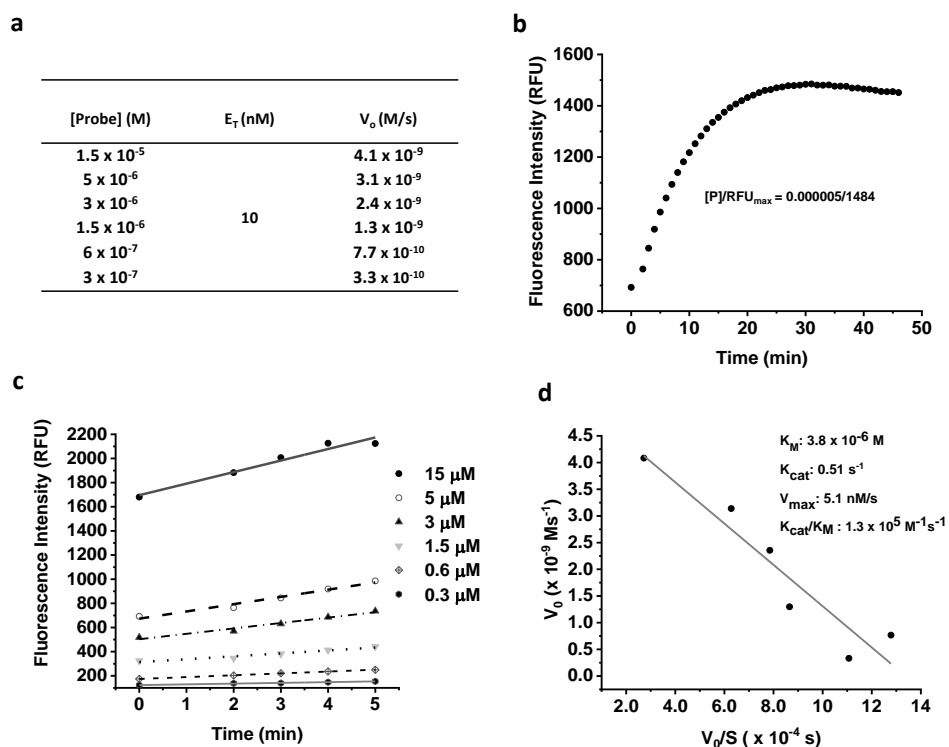 a
[Probe] (M) E_T (nM) V_o (M/s)
1.5 x 10^-5 4.1 x 10^-9
5 x 10^-6 3.1 x 10^-9
3 x 10^-6 2.4 x 10^-9
10
1.5 x 10^-6 1.3 x 10^-9
6 x 10^-7 7.7 x 10^-10
3 x 10^-7 3.3 x 10^-10
b
Fluorescence Intensity (RFU)
1600
1400
1200
1000
800
600
[P]/RFU_max = 0.000005/1484
0 10 20 30 40 50
Time (min)
c
Fluorescence Intensity (RFU)
2200
2000
1800
1600
1400
1200
1000
800
600
400
200
15 µM
5 µM
3 µM
1.5 µM
0.6 µM
0.3 µM
0 1 2 3 4 5
Time (min)
d
V_0 (x 10^-9 Ms^-1)
4.5
4.0
3.5
3.0
2.5
2.0
1.5
1.0
0.5
0.0
K_M: 3.8 x 10^-6 M
K_cat: 0.51 s^-1
V_max: 5.1 nM/s
K_cat/K_M : 1.3 x 10^5 M^-1s^-1
2.0 4.0 6.0 8.0 10 12 14
V_0/S ( x 10^-4 s)